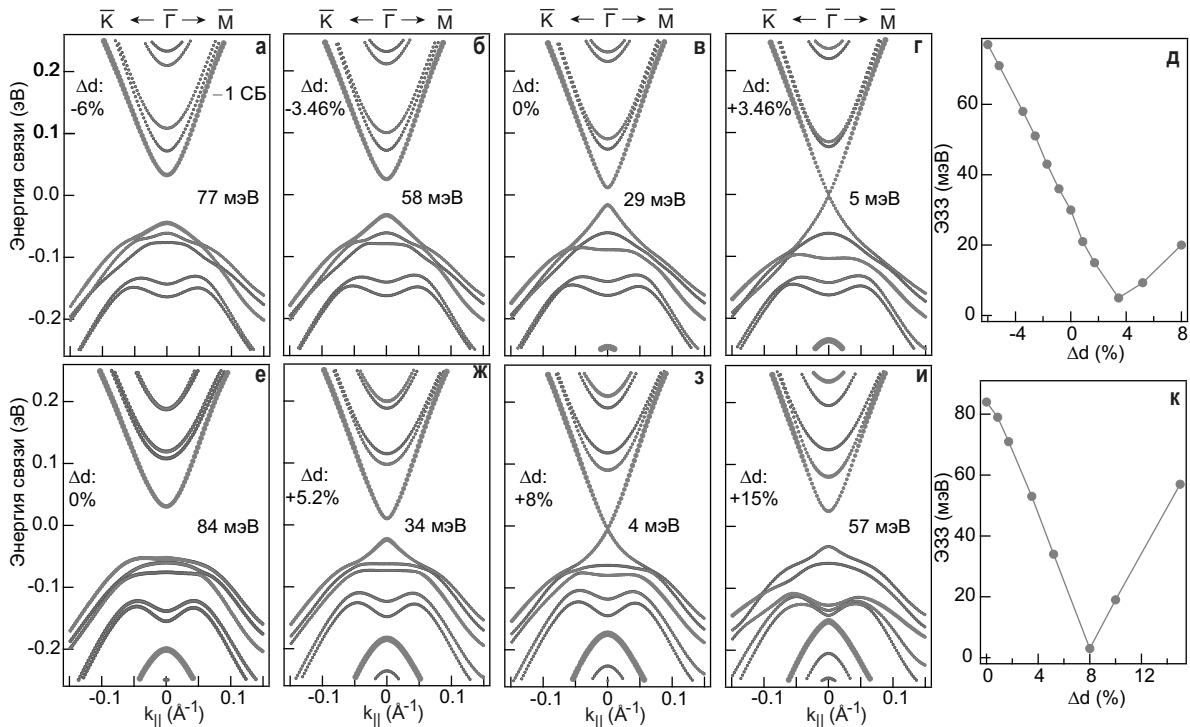 K̅ ← Γ̅ → M̅ K̅ ← Γ̅ → M̅ K̅ ← Γ̅ → M̅ K̅ ← Γ̅ → M̅
а б в г Д
Энергия связи (эВ)
0.2
0.1
0.0
-0.1
-0.2
Δd:
-6%
–1 СБ
77 мэВ
Δd:
-3.46%
58 мэВ
Δd:
0%
29 мэВ
Δd:
+3.46%
5 мэВ
ЭЗЗ (мэВ)
60
40
20
0
-4 0 4 8
Δd (%)
е ж з и К
Энергия связи (эВ)
0.2
0.1
0.0
-0.1
-0.2
Δd:
0%
84 мэВ
Δd:
+5.2%
34 мэВ
Δd:
+8%
4 мэВ
Δd:
+15%
57 мэВ
-0.1 0 0.1 -0.1 0 0.1 -0.1 0 0.1 -0.1 0 0.1
k|| (Å⁻¹) k|| (Å⁻¹) k|| (Å⁻¹) k|| (Å⁻¹)
ЭЗЗ (мэВ)
80
60
40
20
0
0 4 8 12
Δd (%)